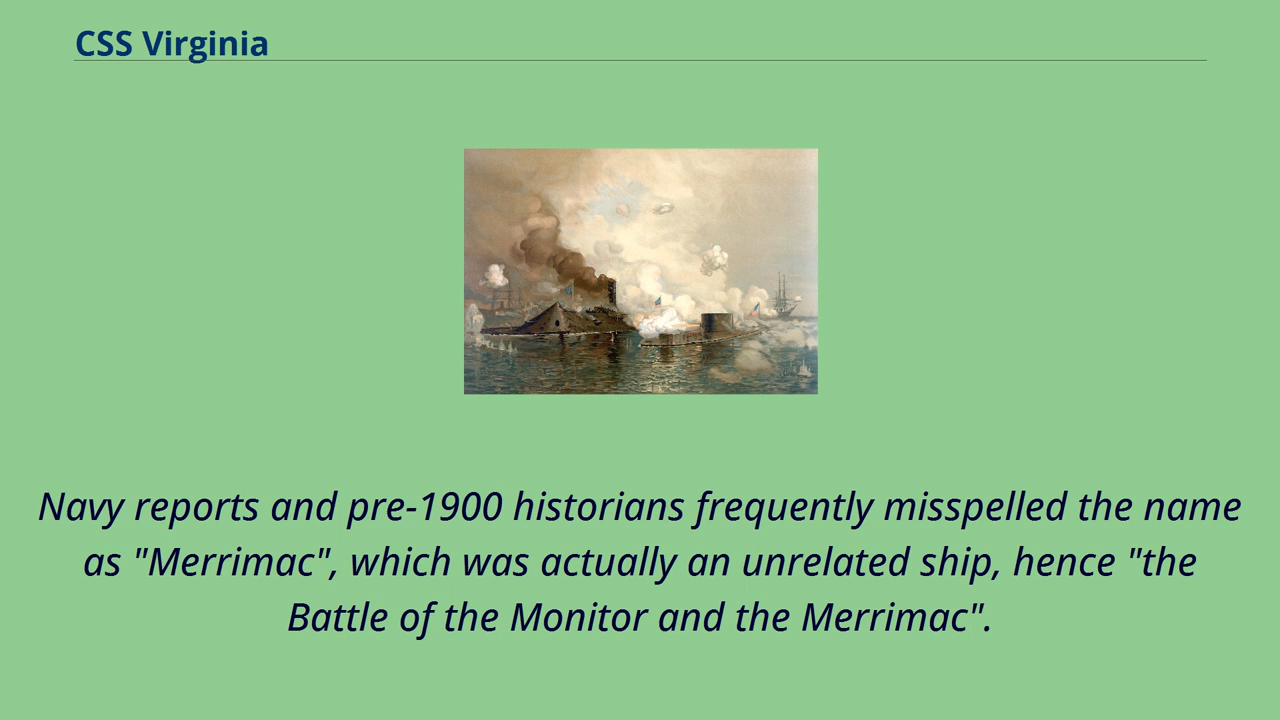 CSS Virginia
Navy reports and pre-1900 historians frequently misspelled the name
as "Merrimac", which was actually an unrelated ship, hence "the
Battle of the Monitor and the Merrimac".